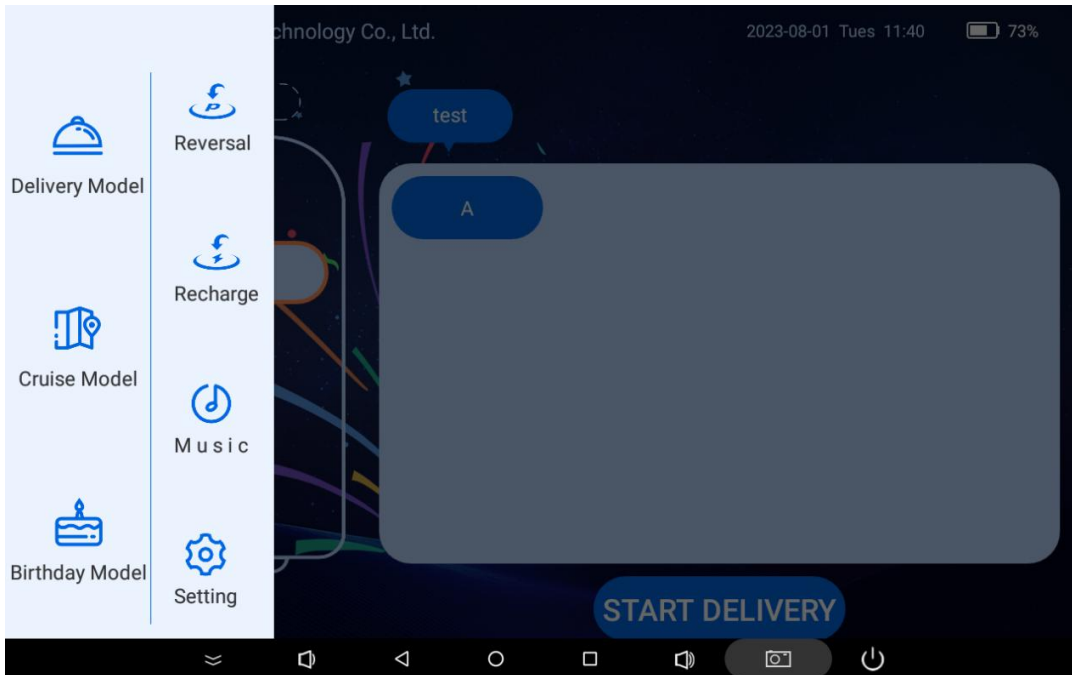 chnology Co., Ltd.
2023-08-01 Tues 11:40
73%
Delivery Model
Cruise Model
Birthday Model
P
Reversal
Recharge
Music
Setting
test
A
START DELIVERY